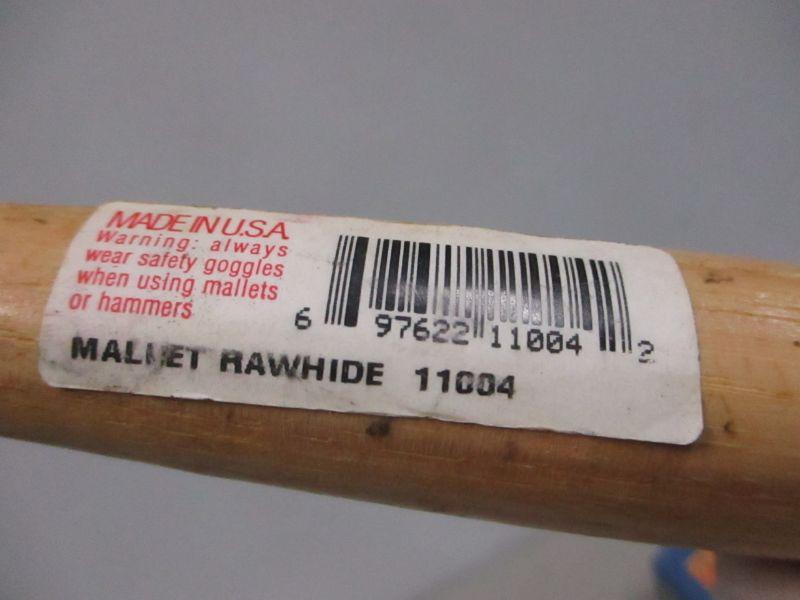 MADE IN U.S.A
Warning: always
wear safety goggles
when using mallets
or hammers
6 97622 11004 2
MALLET RAWHIDE 11004